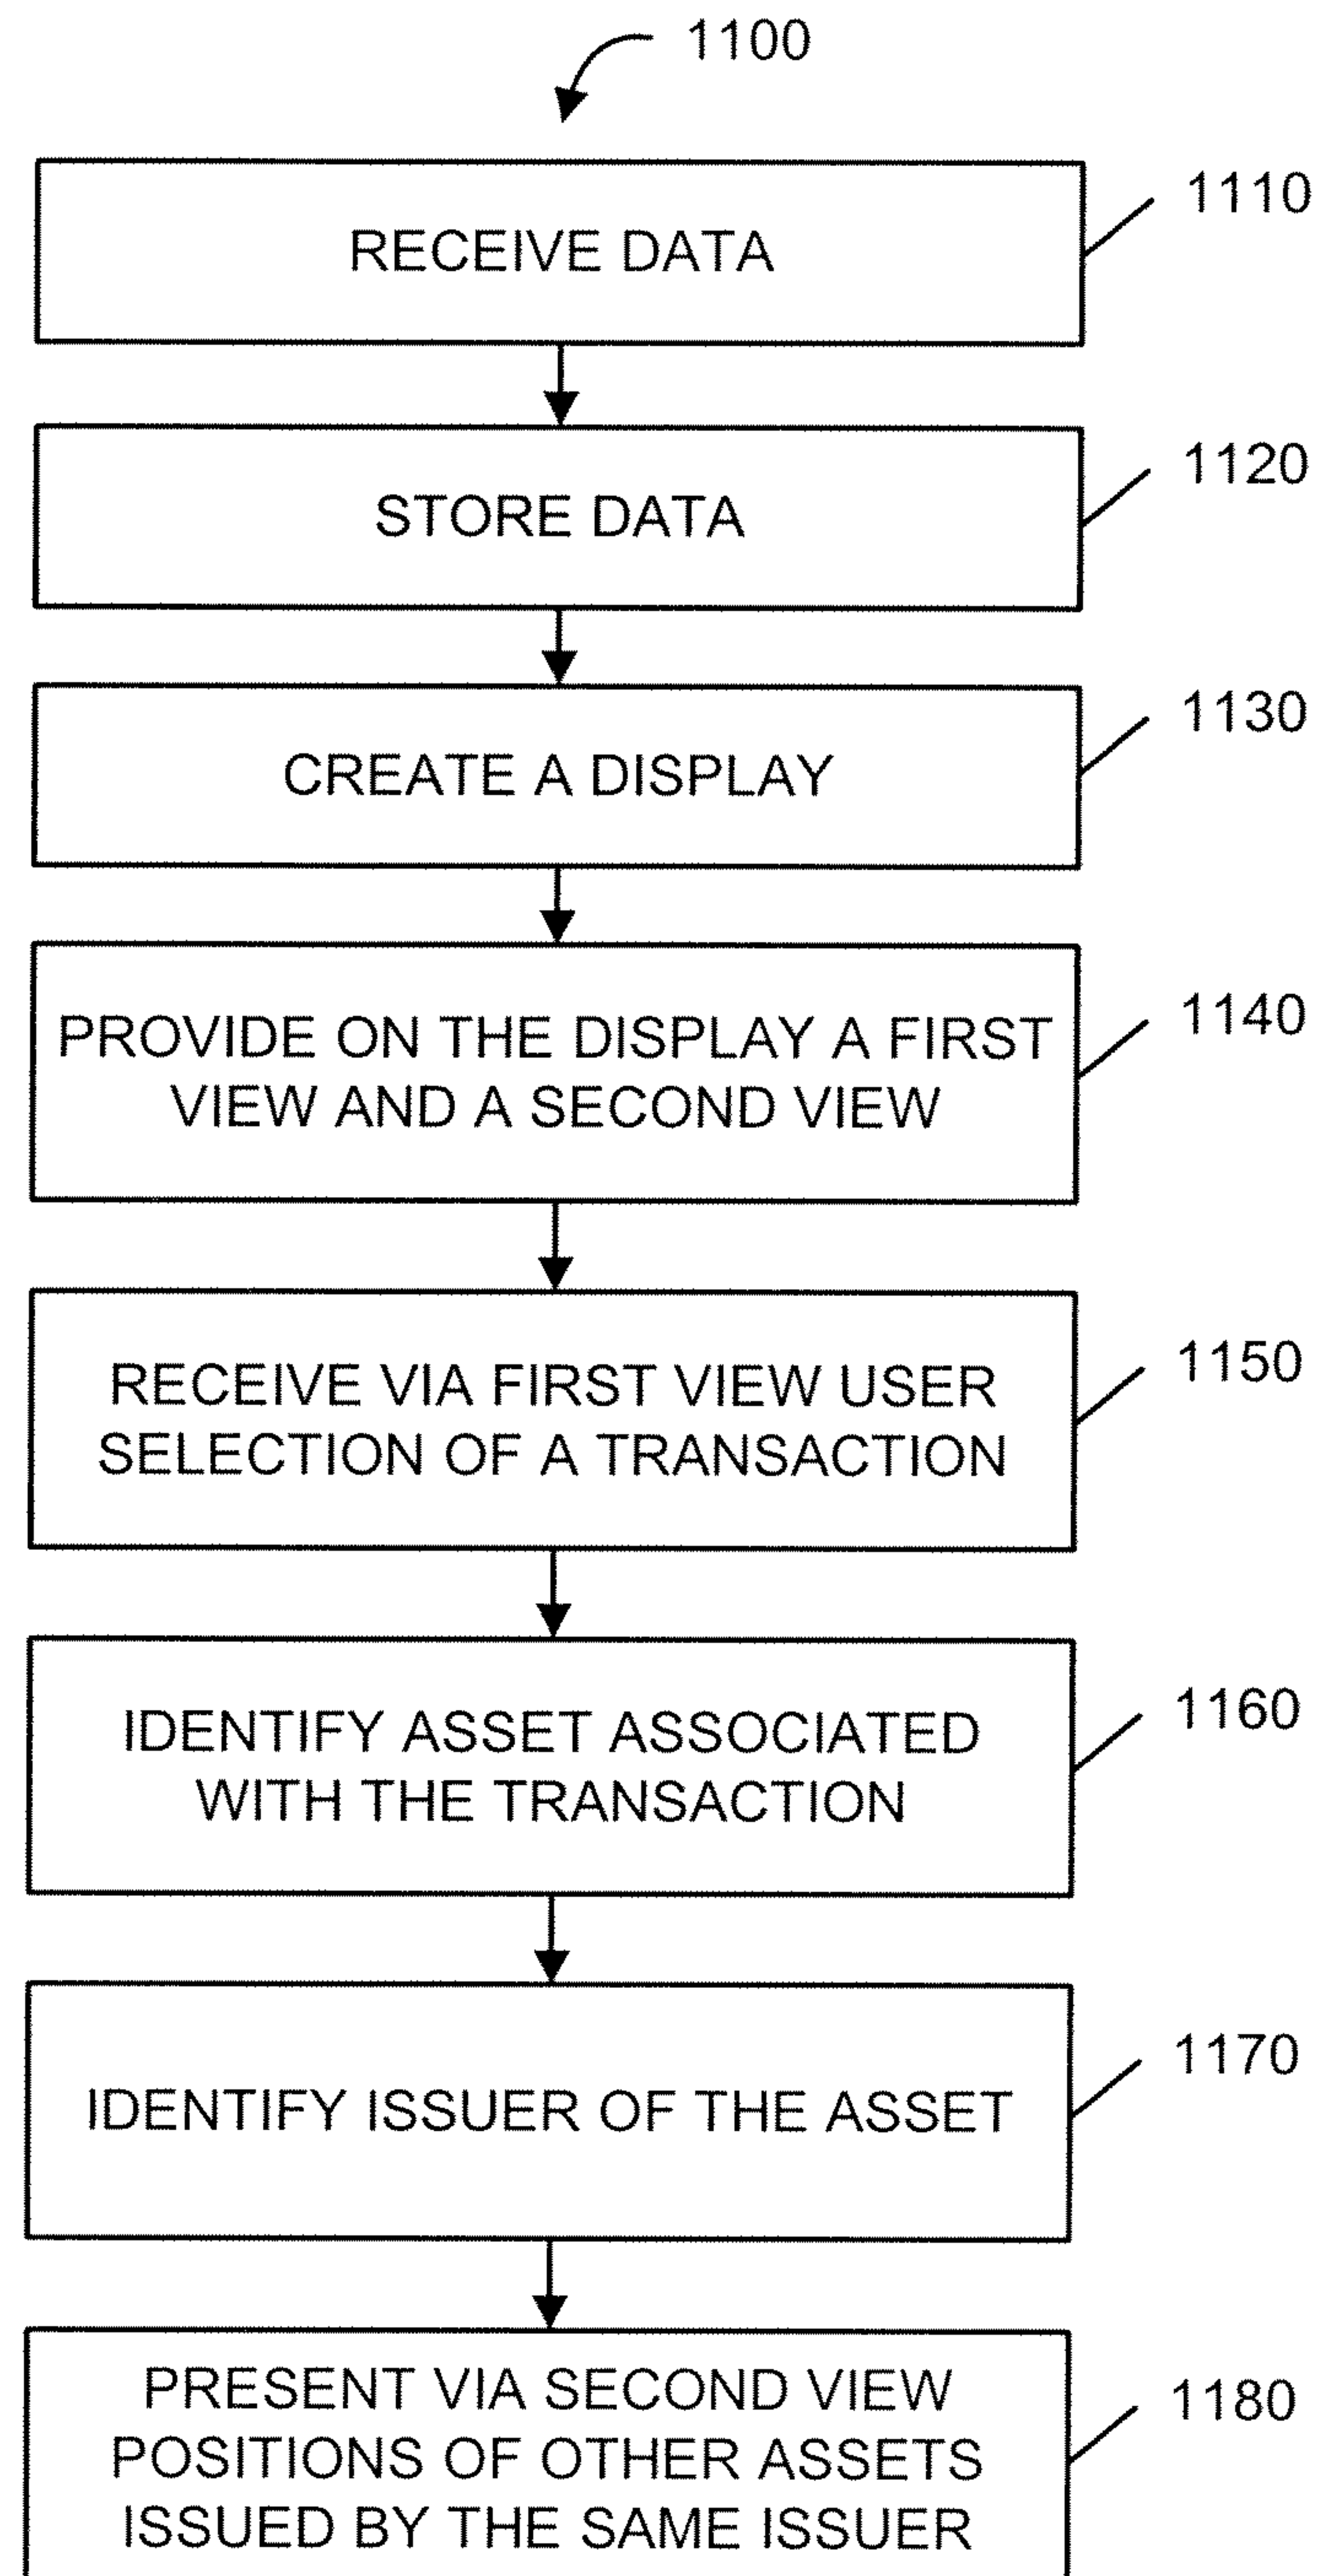 1100
RECEIVE DATA
1110
STORE DATA
1120
CREATE A DISPLAY
1130
PROVIDE ON THE DISPLAY A FIRST
VIEW AND A SECOND VIEW
1140
RECEIVE VIA FIRST VIEW USER
SELECTION OF A TRANSACTION
1150
IDENTIFY ASSET ASSOCIATED
WITH THE TRANSACTION
1160
IDENTIFY ISSUER OF THE ASSET
1170
PRESENT VIA SECOND VIEW
POSITIONS OF OTHER ASSETS
ISSUED BY THE SAME ISSUER
1180